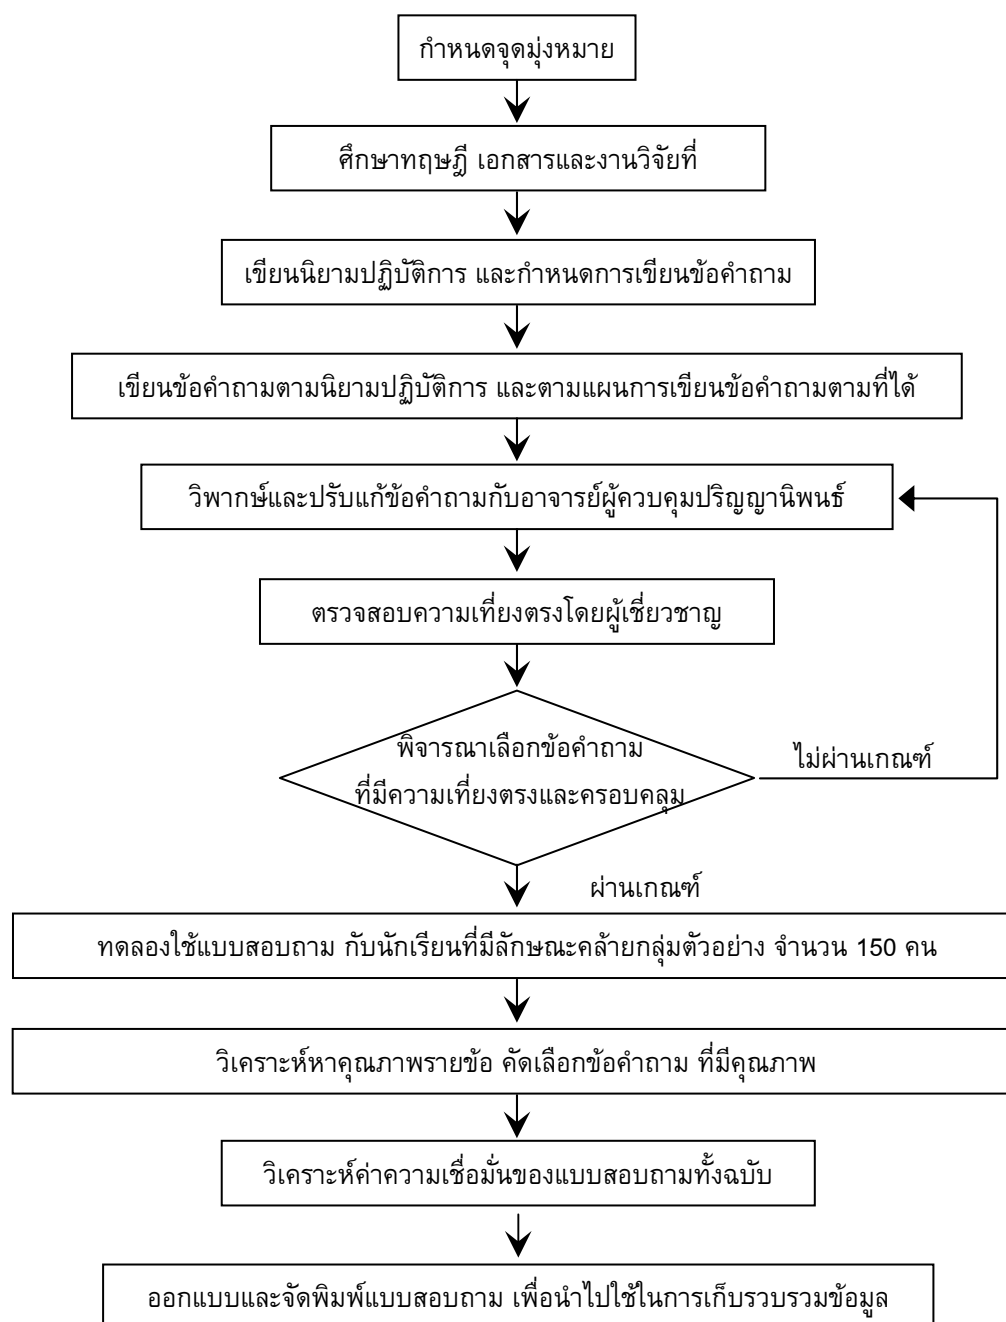 กำหนดจุดมุ่งหมาย
ศึกษาทฤษฎี เอกสารและงานวิจัยที่
เขียนนิยามปฏิบัติการ และกำหนดการเขียนข้อคำถาม
เขียนข้อคำถามตามนิยามปฏิบัติการ และตามแผนการเขียนข้อคำถามตามที่ได้
วิพากษ์และปรับแก้ข้อคำถามกับอาจารย์ผู้ควบคุมปริญญานิพนธ์
ตรวจสอบความเที่ยงตรงโดยผู้เชี่ยวชาญ
พิจารณาเลือกข้อคำถาม
ที่มีความเที่ยงตรงและครอบคลุม
ไม่ผ่านเกณฑ์
ผ่านเกณฑ์
ทดลองใช้แบบสอบถาม กับนักเรียนที่มีลักษณะคล้ายกลุ่มตัวอย่าง จำนวน 150 คน
วิเคราะห์หาคุณภาพรายข้อ คัดเลือกข้อคำถาม ที่มีคุณภาพ
วิเคราะห์ค่าความเชื่อมั่นของแบบสอบถามทั้งฉบับ
ออกแบบและจัดพิมพ์แบบสอบถาม เพื่อนำไปใช้ในการเก็บรวบรวมข้อมูล